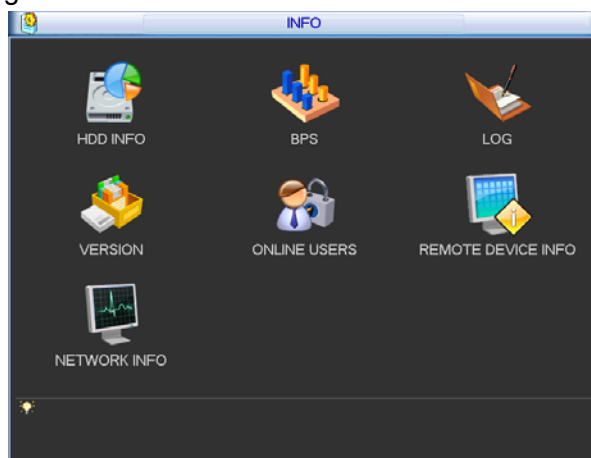 g
INFO
HDD INFO
BPS
LOG
VERSION
ONLINE USERS
REMOTE DEVICE INFO
NETWORK INFO